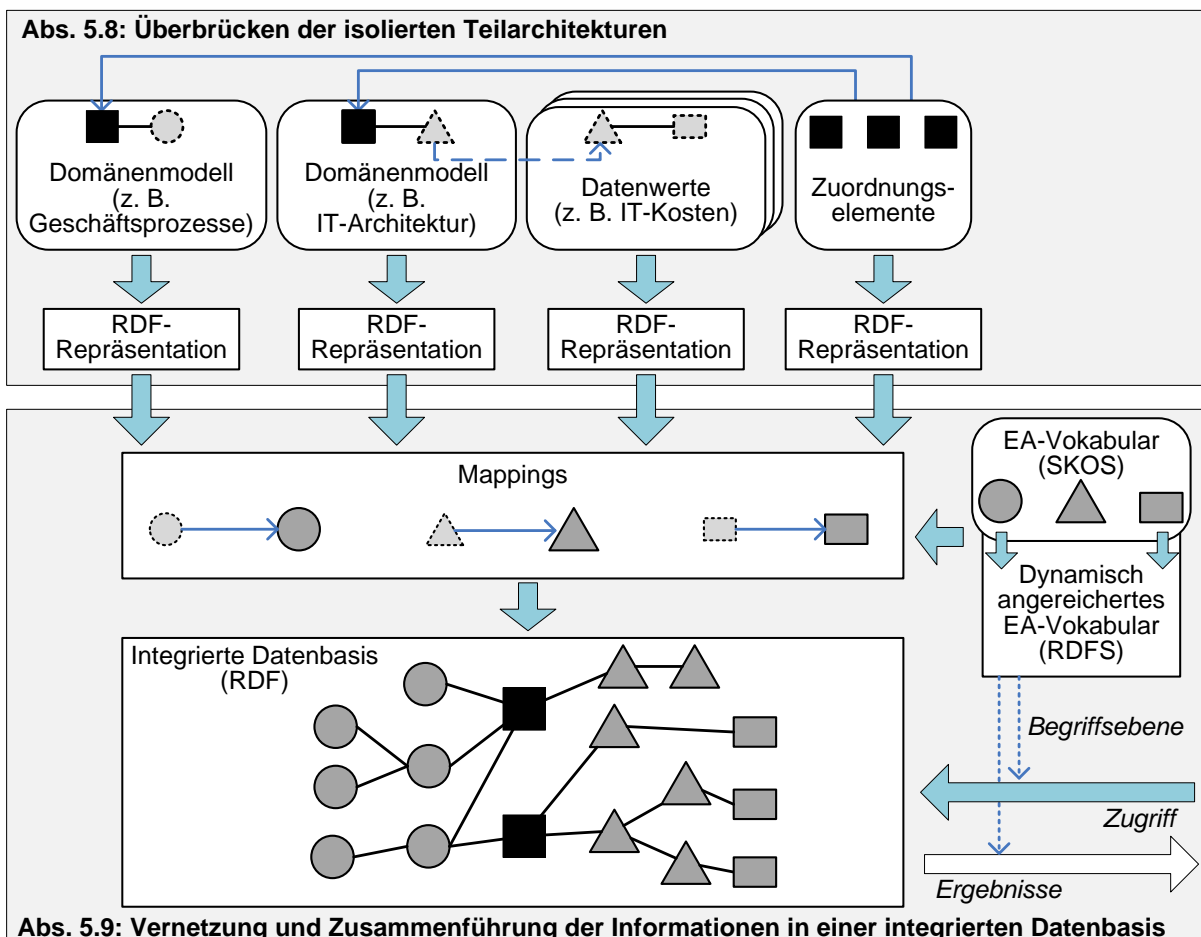 Abs. 5.8: Überbrücken der isolierten Teilarchitekturen
Domänenmodell
(z. B.
Geschäftsprozesse)
Domänenmodell
(z. B.
IT-Architektur)
Datenwerte
(z. B. IT-Kosten)
Zuordnungs-
elemente
RDF-
Repräsentation
RDF-
Repräsentation
RDF-
Repräsentation
RDF-
Repräsentation
Mappings
EA-Vokabular
(SKOS)
Dynamisch
angereichertes
EA-Vokabular
(RDFS)
Integrierte Datenbasis
(RDF)
Begriffsebene
Zugriff
Ergebnisse
Abs. 5.9: Vernetzung und Zusammenführung der Informationen in einer integrierten Datenbasis